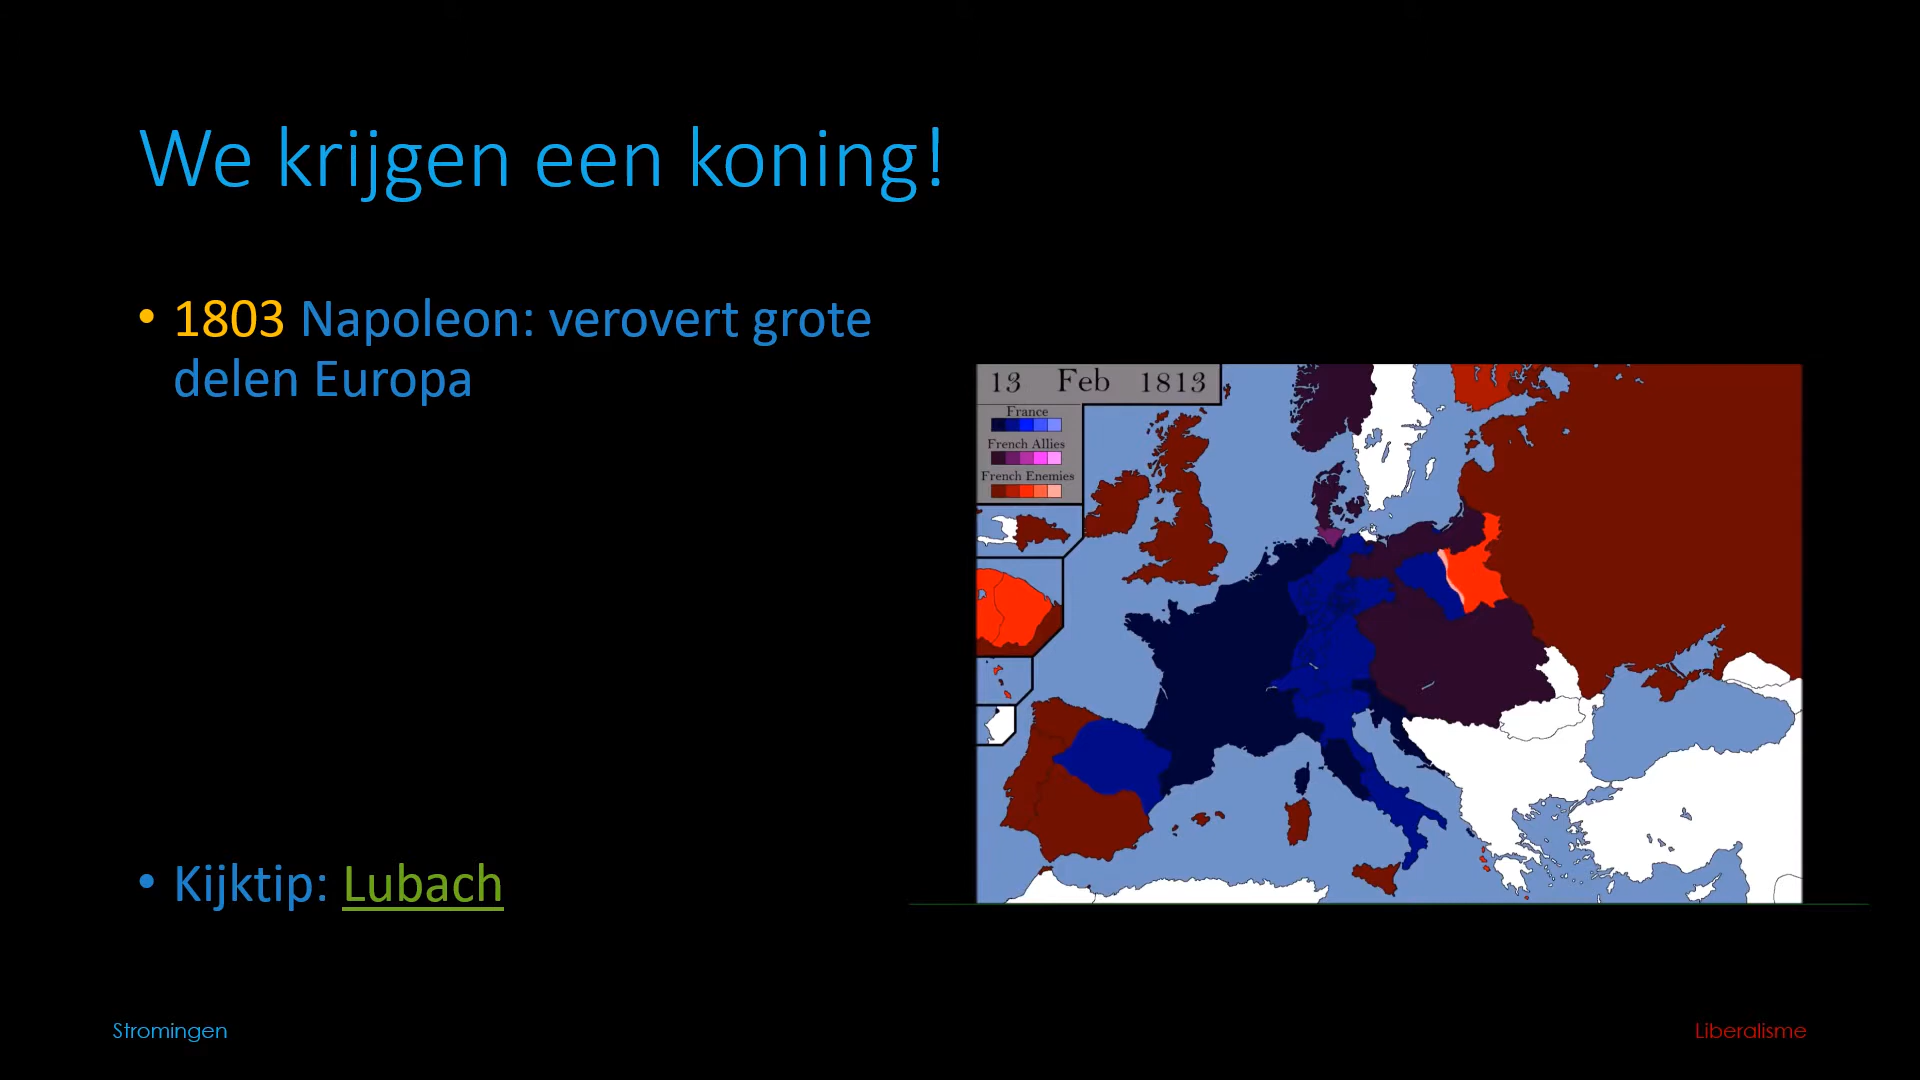 We krijgen een koning!
• 1803 Napoleon: verovert grote
delen Europa
13 Feb 1813
France
French Allies
French Enemies
• Kijktip: Lubach
Stromingen
Liberalisme